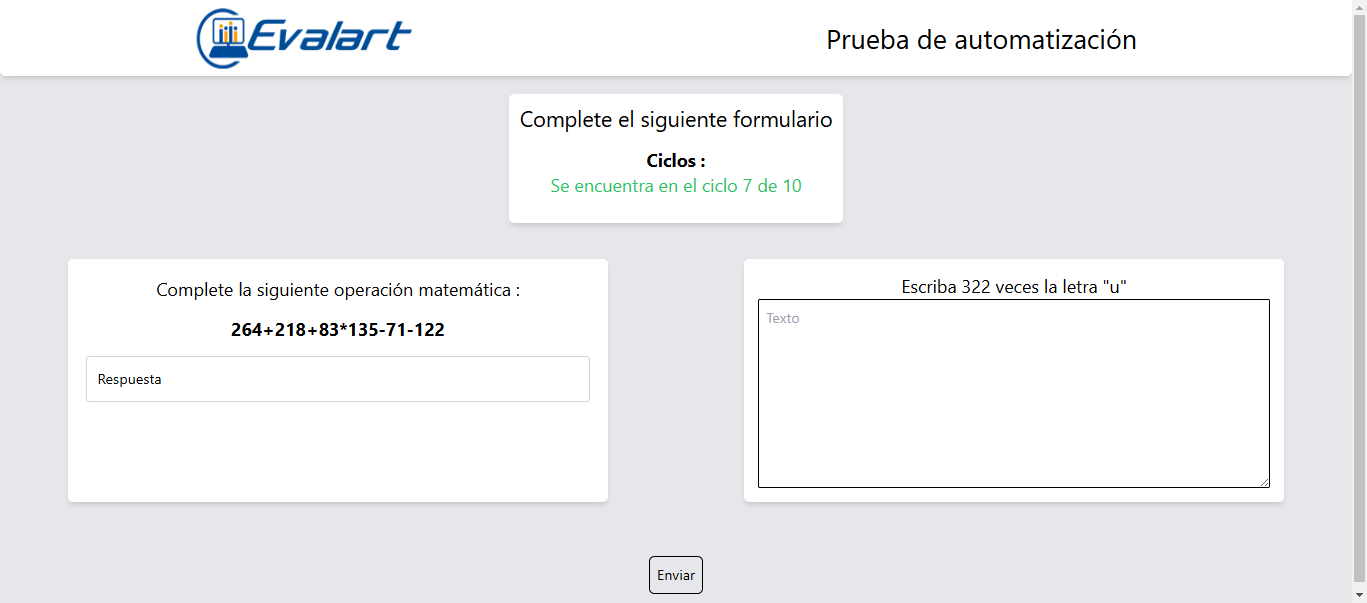 Evalart
Prueba de automatización
Complete el siguiente formulario
Ciclos :
Se encuentra en el ciclo 7 de 10
Complete la siguiente operación matemática :
264+218+83*135-71-122
Respuesta
Escriba 322 veces la letra "u"
Texto
Enviar